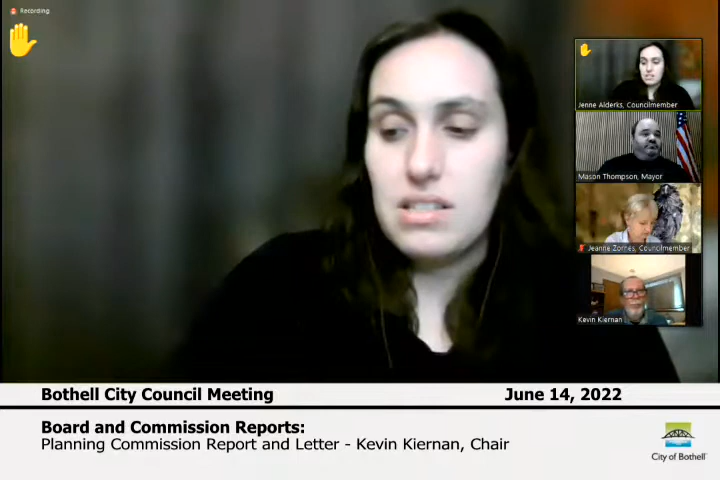 Recording
Jenne Alderks, Councilmember
Mason Thompson, Mayor
Jeanne Zornes, Councilmember
Kevin Kiernan
Bothell City Council Meeting June 14, 2022
Board and Commission Reports:
Planning Commission Report and Letter - Kevin Kiernan, Chair
City of Bothell